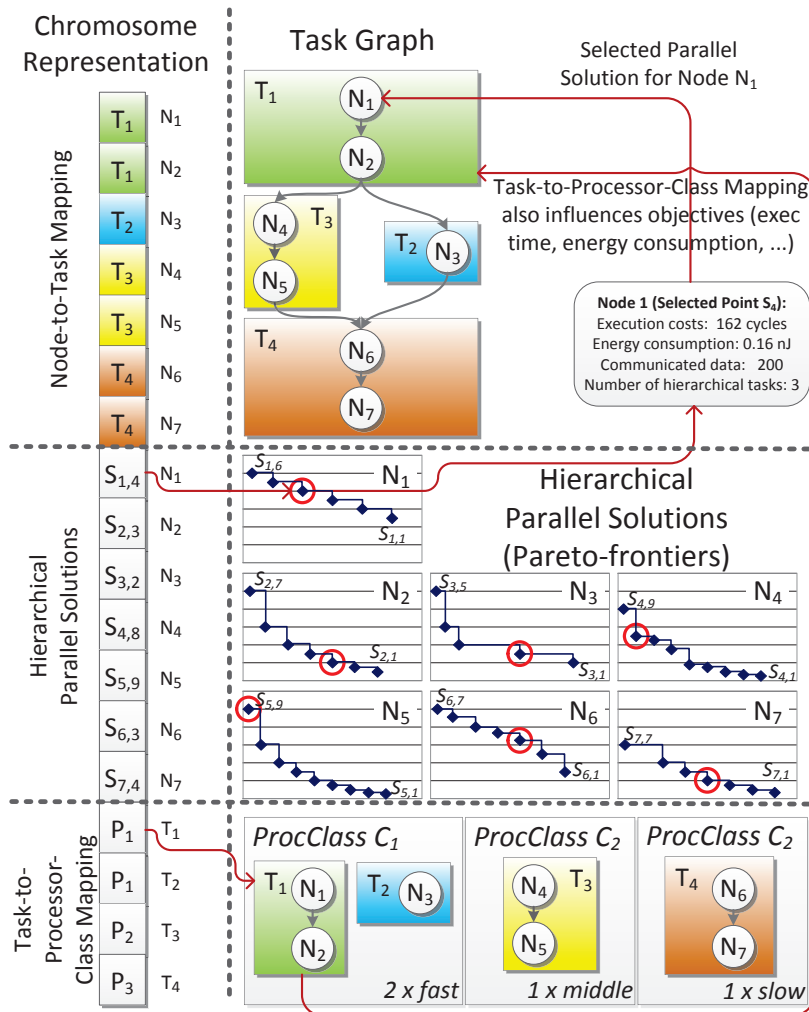 Chromosome
Representation
Task Graph
Selected Parallel
Solution for Node N1
Node-to-Task Mapping
T1 N1
T1 N2
T2 N3
T3 N4
T3 N5
T4 N6
T4 N7
T1
N1
N2
T3
N4
N5
T2
N3
T4
N6
N7
Task-to-Processor-Class Mapping
also influences objectives (exec
time, energy consumption, ...)
Node 1 (Selected Point S4):
Execution costs: 162 cycles
Energy consumption: 0.16 nJ
Communicated data: 200
Number of hierarchical tasks: 3
Hierarchical
Parallel Solutions
S1,4 N1
S2,3 N2
S3,2 N3
S4,8 N4
S5,9 N5
S6,3 N6
S7,4 N7
Hierarchical
Parallel Solutions
(Pareto-frontiers)
S1,6 N1
S1,1
S2,7 N2
S2,1
S3,5 N3
S3,1
S4,9 N4
S4,1
S5,9 N5
S5,1
S6,7 N6
S6,1
S7,7 N7
S7,1
Task-to-
Processor-
Class Mapping
P1 T1
P1 T2
P2 T3
P3 T4
ProcClass C1
T1
N1
N2
T2 N3
2 x fast
ProcClass C2
T3
N4
N5
1 x middle
ProcClass C2
T4
N6
N7
1 x slow